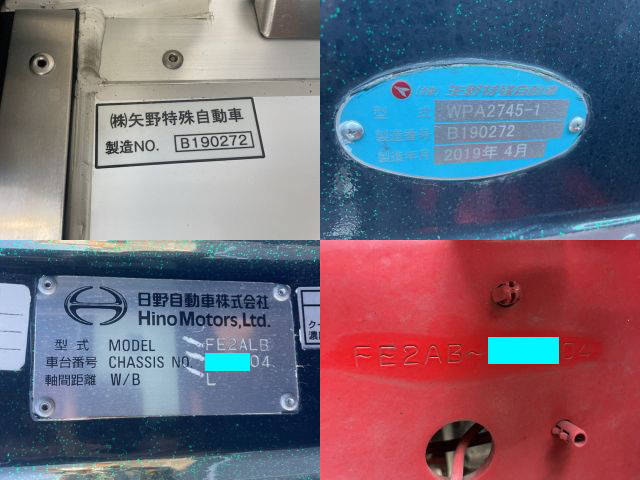 (株)矢野特殊自動車
製造NO. B190272
(株) 矢野特殊自動車
型 式 WPA2745-1
製造番号 B190272
製造年月 2019年 4月
日野自動車株式会社
Hino Motors, Ltd.
型 式 MODEL FE2ALB
車台番号 CHASSIS NO. 04
軸間距離 W/B L
FE2AB~ 04